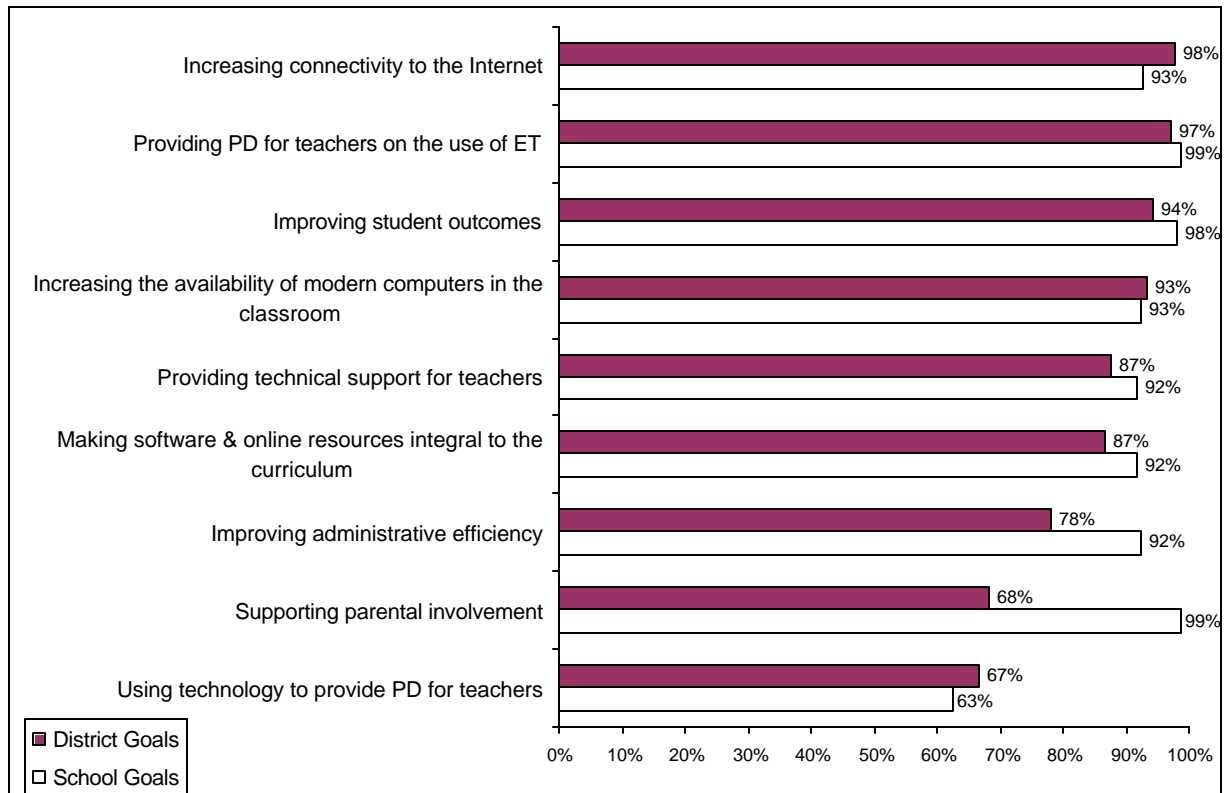 Increasing connectivity to the Internet
98%
93%
Providing PD for teachers on the use of ET
97%
99%
Improving student outcomes
94%
98%
Increasing the availability of modern computers in the
classroom
93%
93%
Providing technical support for teachers
87%
92%
Making software & online resources integral to the
curriculum
87%
92%
Improving administrative efficiency
78%
92%
Supporting parental involvement
68%
99%
Using technology to provide PD for teachers
67%
63%
District Goals
School Goals
0% 10% 20% 30% 40% 50% 60% 70% 80% 90% 100%